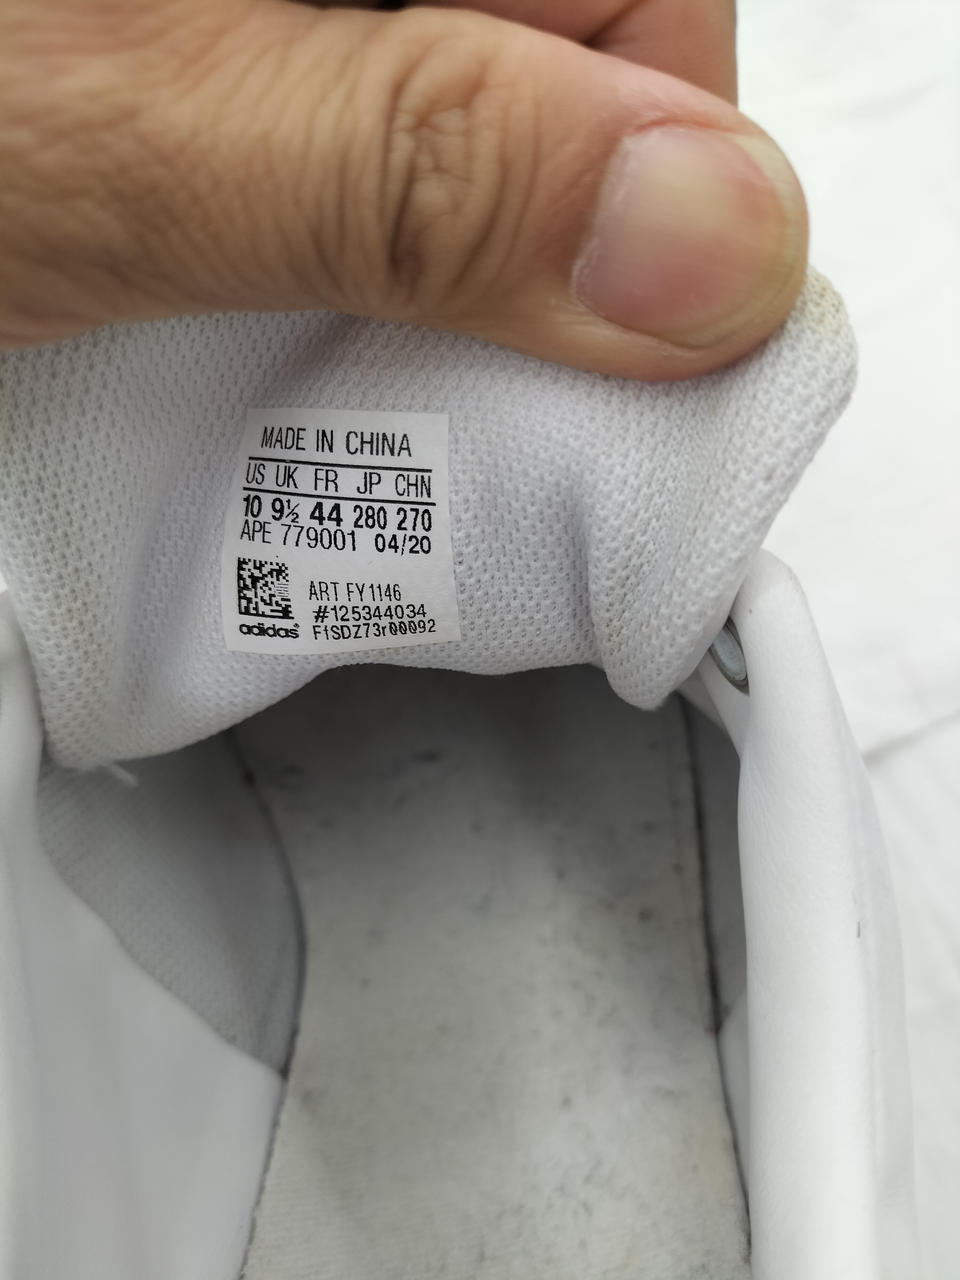 MADE IN CHINA
US UK FR JP CHN
10 9½ 44 280 270
APE 779001 04/20
ART FY1146
#125344034
adidas FfSDZ73r00092